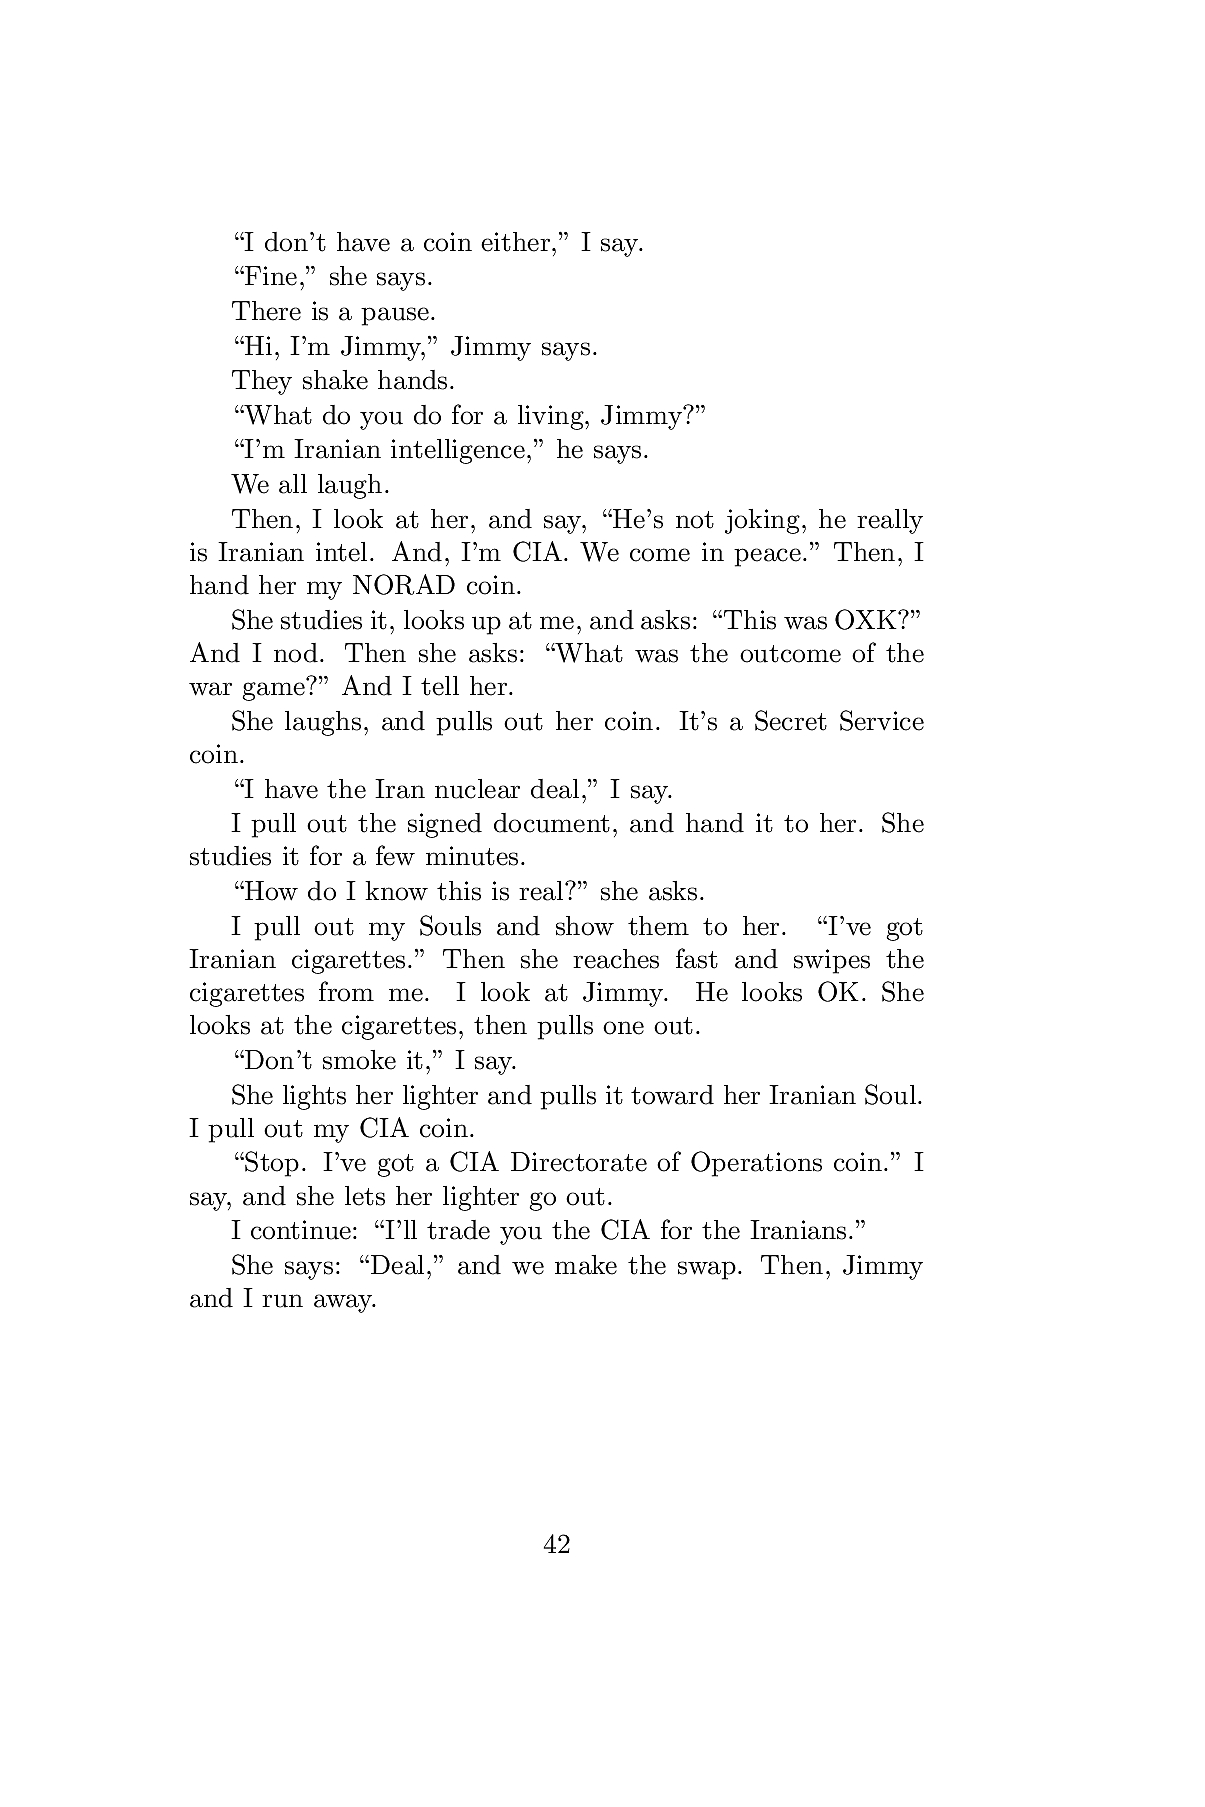 “I don’t have a coin either,” I say.
“Fine,” she says.
There is a pause.
“Hi, I’m Jimmy,” Jimmy says.
They shake hands.
“What do you do for a living, Jimmy?”
“I’m Iranian intelligence,” he says.
We all laugh.
Then, I look at her, and say, “He’s not joking, he really
is Iranian intel. And, I’m CIA. We come in peace.” Then, I
hand her my NORAD coin.
She studies it, looks up at me, and asks: “This was OXK?”
And I nod. Then she asks: “What was the outcome of the
war game?” And I tell her.
She laughs, and pulls out her coin. It’s a Secret Service
coin.
“I have the Iran nuclear deal,” I say.
I pull out the signed document, and hand it to her. She
studies it for a few minutes.
“How do I know this is real?” she asks.
I pull out my Souls and show them to her. “I’ve got
Iranian cigarettes.” Then she reaches fast and swipes the
cigarettes from me. I look at Jimmy. He looks OK. She
looks at the cigarettes, then pulls one out.
“Don’t smoke it,” I say.
She lights her lighter and pulls it toward her Iranian Soul.
I pull out my CIA coin.
“Stop. I’ve got a CIA Directorate of Operations coin.” I
say, and she lets her lighter go out.
I continue: “I’ll trade you the CIA for the Iranians.”
She says: “Deal,” and we make the swap. Then, Jimmy
and I run away.
42